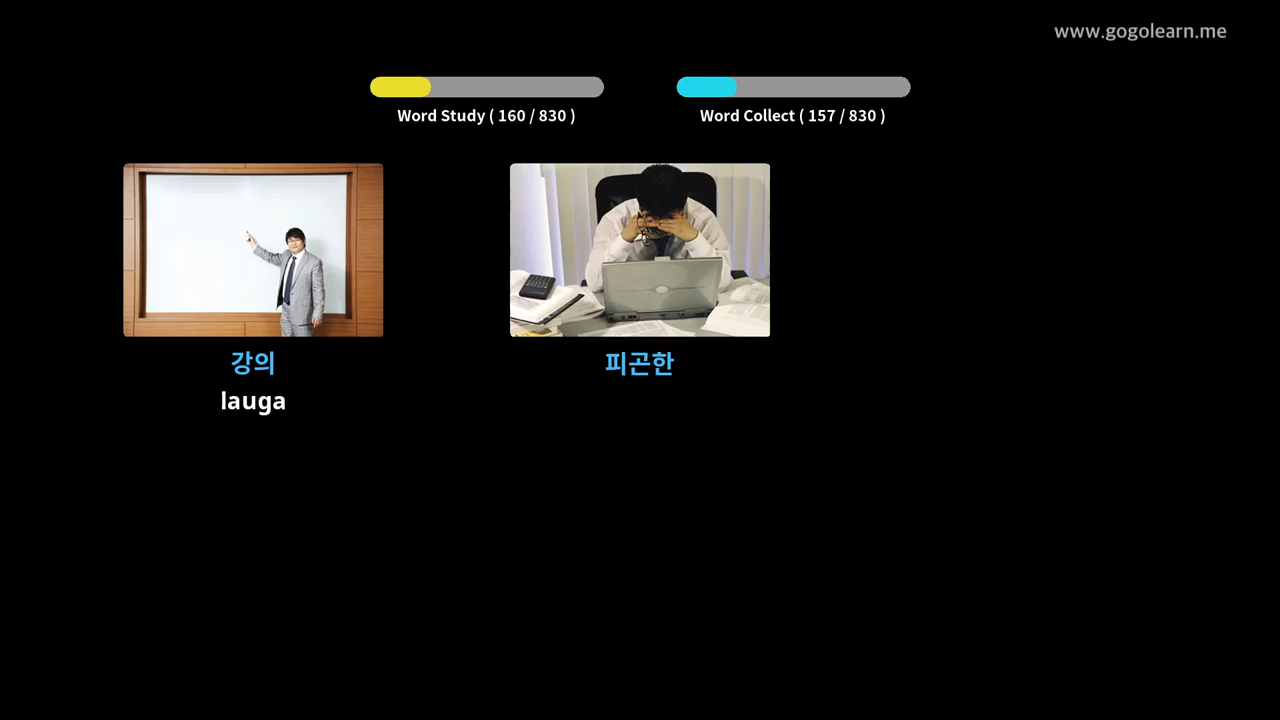 www.gogolearn.me
Word Study ( 160 / 830 )
Word Collect ( 157 / 830 )
강의
피곤한
lauga